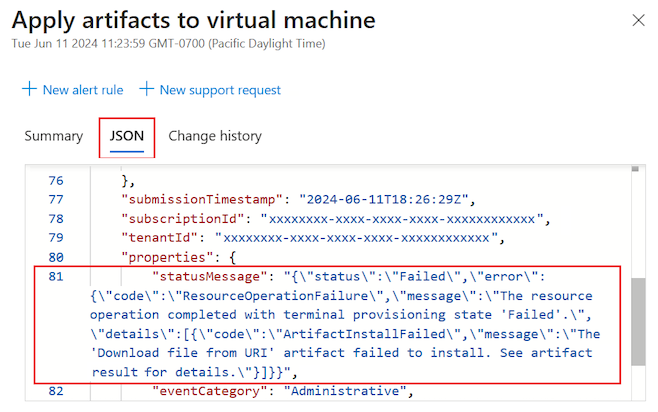 Apply artifacts to virtual machine
Tue Jun 11 2024 11:23:59 GMT-0700 (Pacific Daylight Time)
+ New alert rule + New support request
Summary JSON Change history
76 },
77 "submissionTimestamp": "2024-06-11T18:26:29Z",
78 "subscriptionId": "xxxxxxxx-xxxx-xxxx-xxxx-xxxxxxxxxxxx",
79 "tenantId": "xxxxxxxx-xxxx-xxxx-xxxx-xxxxxxxxxxxx",
80 "properties": {
81 "statusMessage": "{\"status\":\"Failed\",\"error\":
{\"code\":\"ResourceOperationFailure\",\"message\":\"The resource
operation completed with terminal provisioning state 'Failed'.\",
\"details\":[{\"code\":\"ArtifactInstallFailed\",\"message\":\"The
'Download file from URI' artifact failed to install. See artifact
result for details.\"}]}}",
82 "eventCategory": "Administrative",